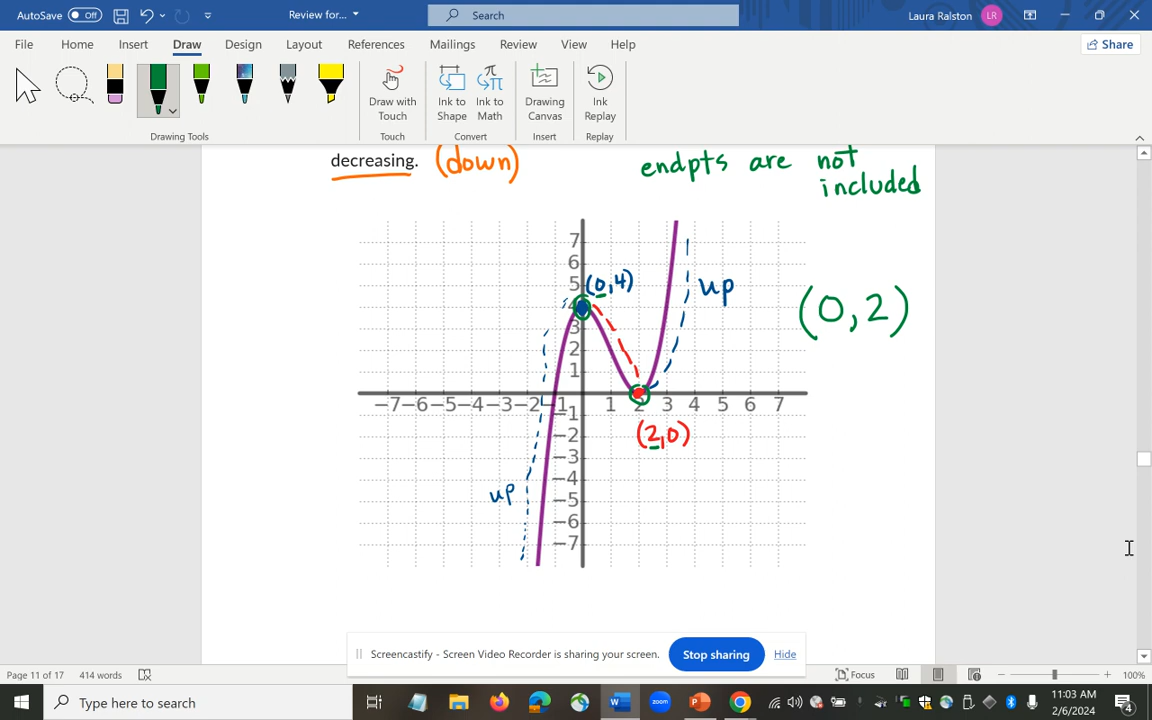 AutoSave Off Review for... Search Laura Ralston LR
File Home Insert Draw Design Layout References Mailings Review View Help Share
Draw with Touch Ink to Shape Ink to Math Drawing Canvas Ink Replay
Drawing Tools Touch Convert Insert Replay
decreasing. (down)
endpts are not
included
7
6
5
4
3
2
1
(0,4)
up
(0,2)
−7 −6 −5 −4 −3 −2 −1 1 2 3 4 5 6 7
−1
−2
−3
−4
−5
−6
−7
(2,0)
up
Screencastify - Screen Video Recorder is sharing your screen. Stop sharing Hide
Page 11 of 17 414 words Focus 100%
Type here to search W zoom P 11:03 AM
2/6/2024 4